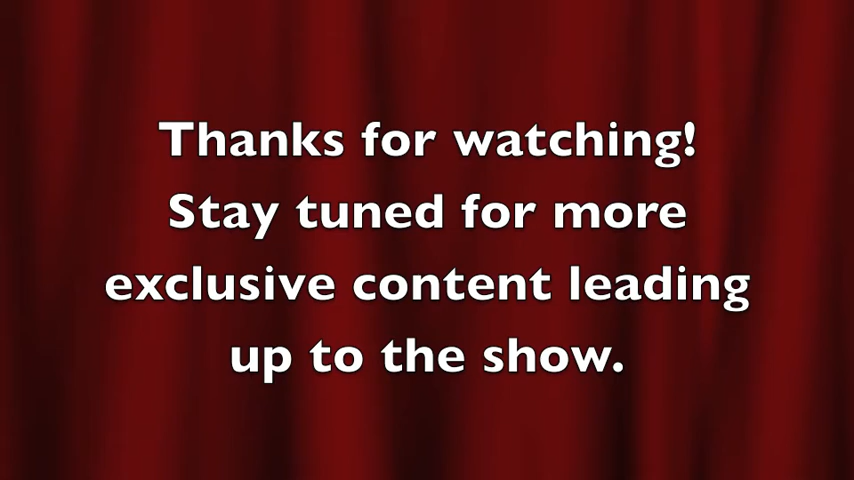 Thanks for watching!
Stay tuned for more
exclusive content leading
up to the show.